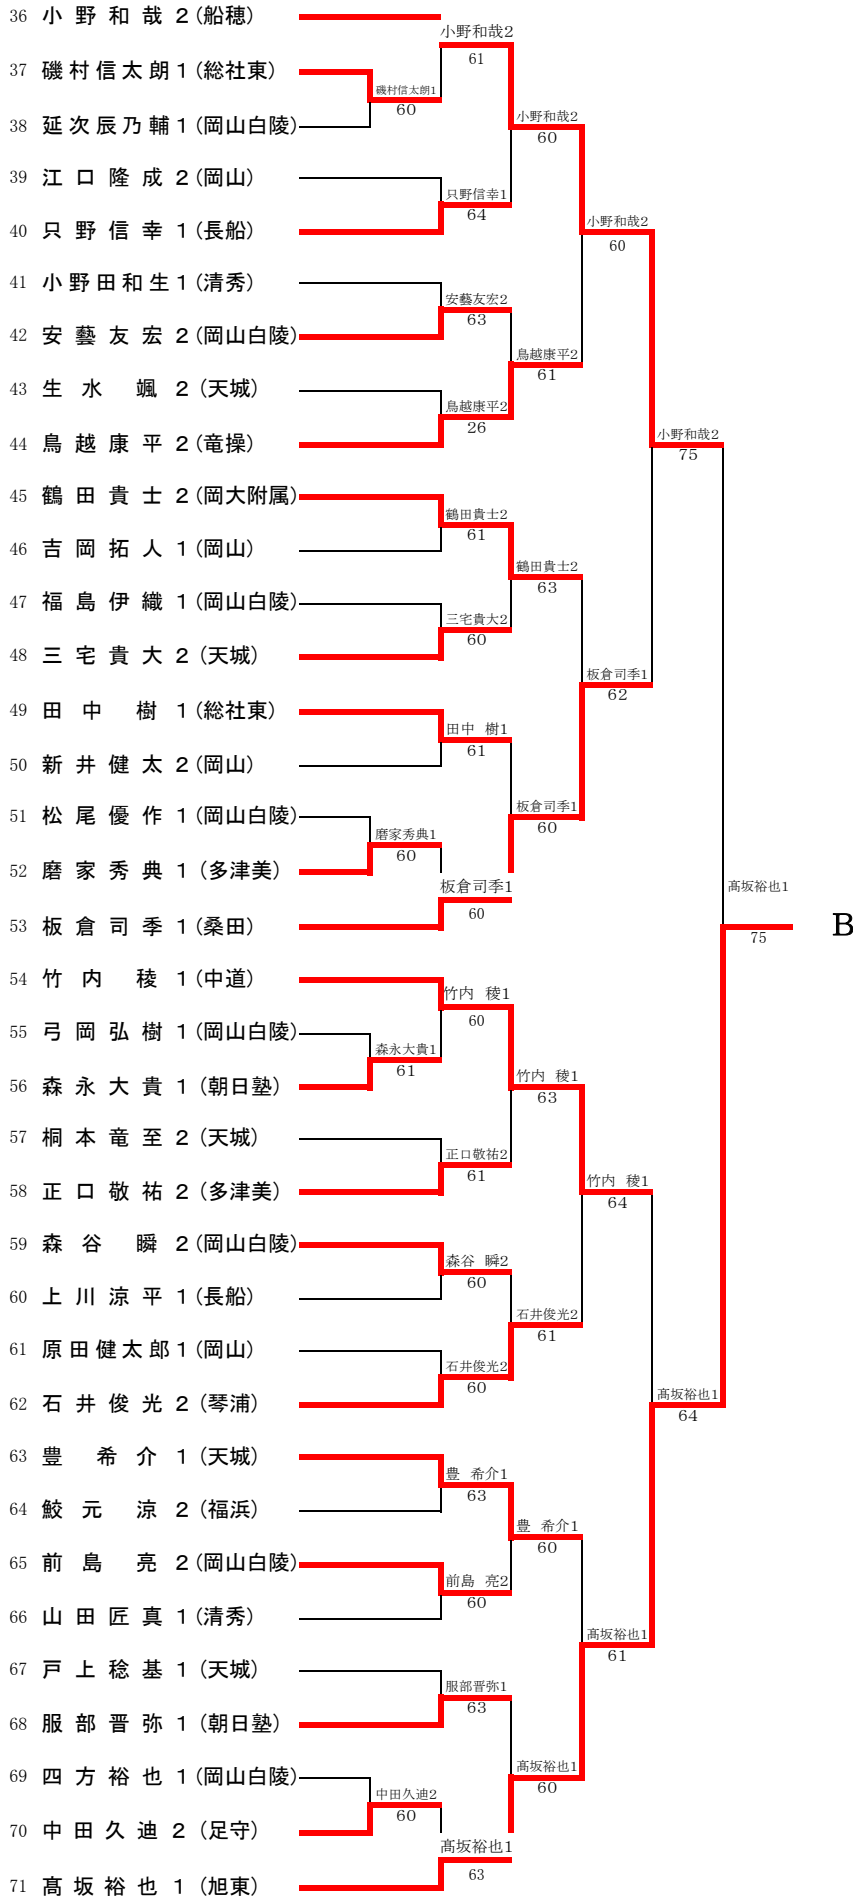 36 小野和哉 2 (船穂)
小野和哉2
61
37 磯村信太朗 1 (総社東)
磯村信太朗1
60
38 延次辰乃輔 1 (岡山白陵)
小野和哉2
60
39 江口隆成 2 (岡山)
只野信幸1
64
40 只野信幸 1 (長船)
小野和哉2
60
41 小野田和生 1 (清秀)
安藝友宏2
63
42 安藝友宏 2 (岡山白陵)
鳥越康平2
61
43 生水 颯 2 (天城)
鳥越康平2
26
44 鳥越康平 2 (竜操)
小野和哉2
75
45 鶴田貴士 2 (岡大附属)
鶴田貴士2
61
46 吉岡拓人 1 (岡山)
鶴田貴士2
63
47 福島伊織 1 (岡山白陵)
三宅貴大2
60
48 三宅貴大 2 (天城)
板倉司季1
62
49 田中 樹 1 (総社東)
田中 樹1
61
50 新井健太 2 (岡山)
板倉司季1
60
51 松尾優作 1 (岡山白陵)
磨家秀典1
60
52 磨家秀典 1 (多津美)
板倉司季1
60
53 板倉司季 1 (桑田)
髙坂裕也1
75
B
54 竹内 稜 1 (中道)
竹内 稜1
60
55 弓岡弘樹 1 (岡山白陵)
森永大貴1
61
56 森永大貴 1 (朝日塾)
竹内 稜1
63
57 桐本竜至 2 (天城)
正口敬祐2
61
58 正口敬祐 2 (多津美)
竹内 稜1
64
59 森谷 瞬 2 (岡山白陵)
森谷 瞬2
60
60 上川涼平 1 (長船)
石井俊光2
61
61 原田健太郎 1 (岡山)
石井俊光2
60
62 石井俊光 2 (琴浦)
髙坂裕也1
64
63 豊 希介 1 (天城)
豊 希介1
63
64 鮫元 涼 2 (福浜)
豊 希介1
60
65 前島 亮 2 (岡山白陵)
前島 亮2
60
66 山田匠真 1 (清秀)
髙坂裕也1
61
67 戸上稔基 1 (天城)
服部晋弥1
63
68 服部晋弥 1 (朝日塾)
髙坂裕也1
60
69 四方裕也 1 (岡山白陵)
中田久迪2
60
70 中田久迪 2 (足守)
髙坂裕也1
63
71 髙坂裕也 1 (旭東)